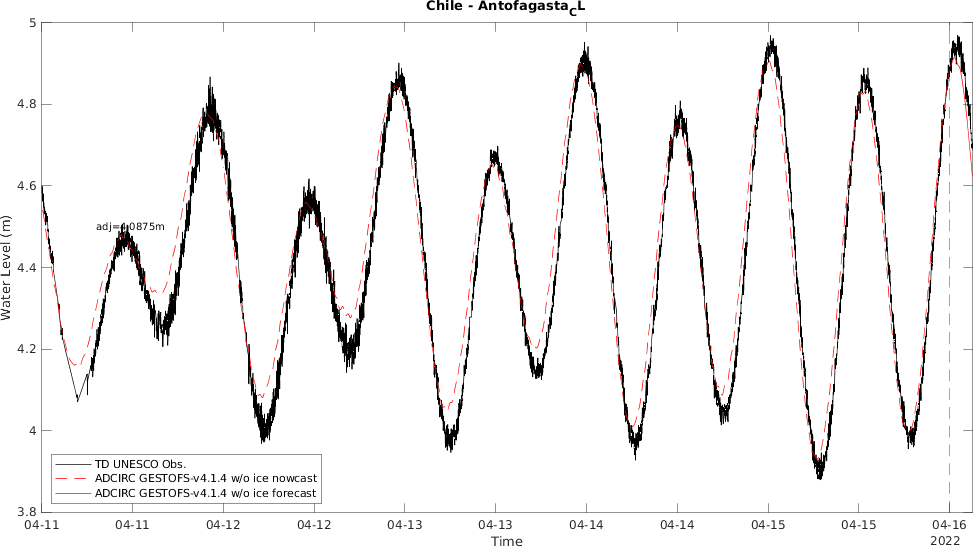 Chile - Antofagasta_CL
5
4.8
4.6
4.4
4.2
4
3.8
Water Level (m)
adj=4.0875m
TD UNESCO Obs.
ADCIRC GESTOFS-v4.1.4 w/o ice nowcast
ADCIRC GESTOFS-v4.1.4 w/o ice forecast
04-11 04-11 04-12 04-12 04-13 04-13 04-14 04-14 04-15 04-15 04-16
Time
2022